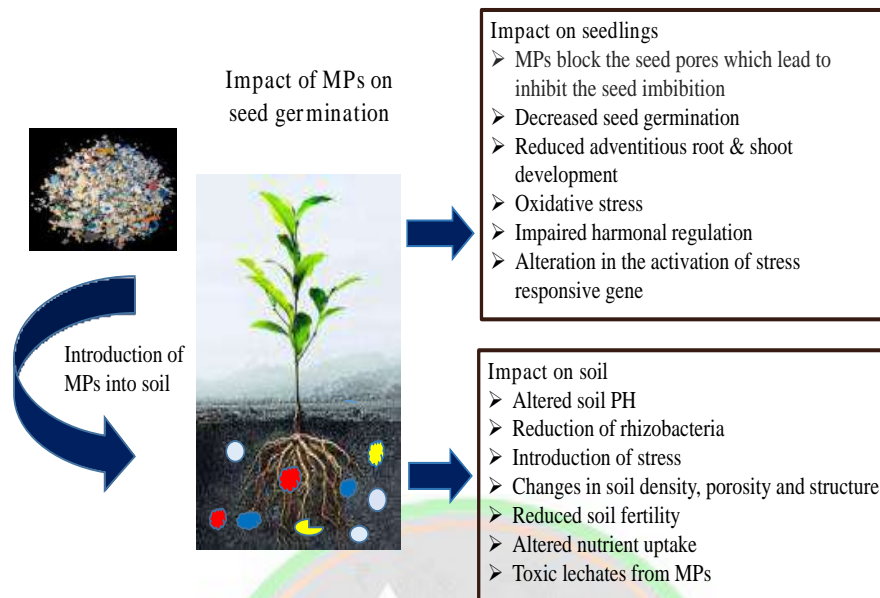 Impact of MPs on
seed germination
Introduction of
MPs into soil
Impact on seedlings
➢ MPs block the seed pores which lead to
inhibit the seed imbibition
➢ Decreased seed germination
➢ Reduced adventitious root & shoot
development
➢ Oxidative stress
➢ Impaired harmonal regulation
➢ Alteration in the activation of stress
responsive gene
Impact on soil
➢ Altered soil PH
➢ Reduction of rhizobacteria
➢ Introduction of stress
➢ Changes in soil density, porosity and structure
➢ Reduced soil fertility
➢ Altered nutrient uptake
➢ Toxic lechates from MPs